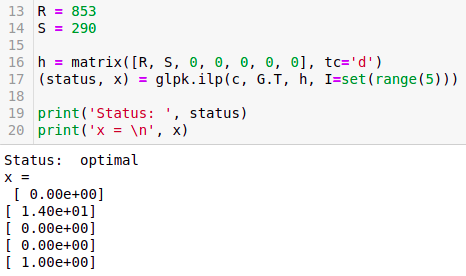 13 R = 853
14 S = 290
15
16 h = matrix([R, S, 0, 0, 0, 0, 0], tc='d')
17 (status, x) = glpk.ilp(c, G.T, h, I=set(range(5)))
18
19 print('Status: ', status)
20 print('x = \n', x)
Status:  optimal
x =
 [ 0.00e+00]
[ 1.40e+01]
[ 0.00e+00]
[ 0.00e+00]
[ 1.00e+00]